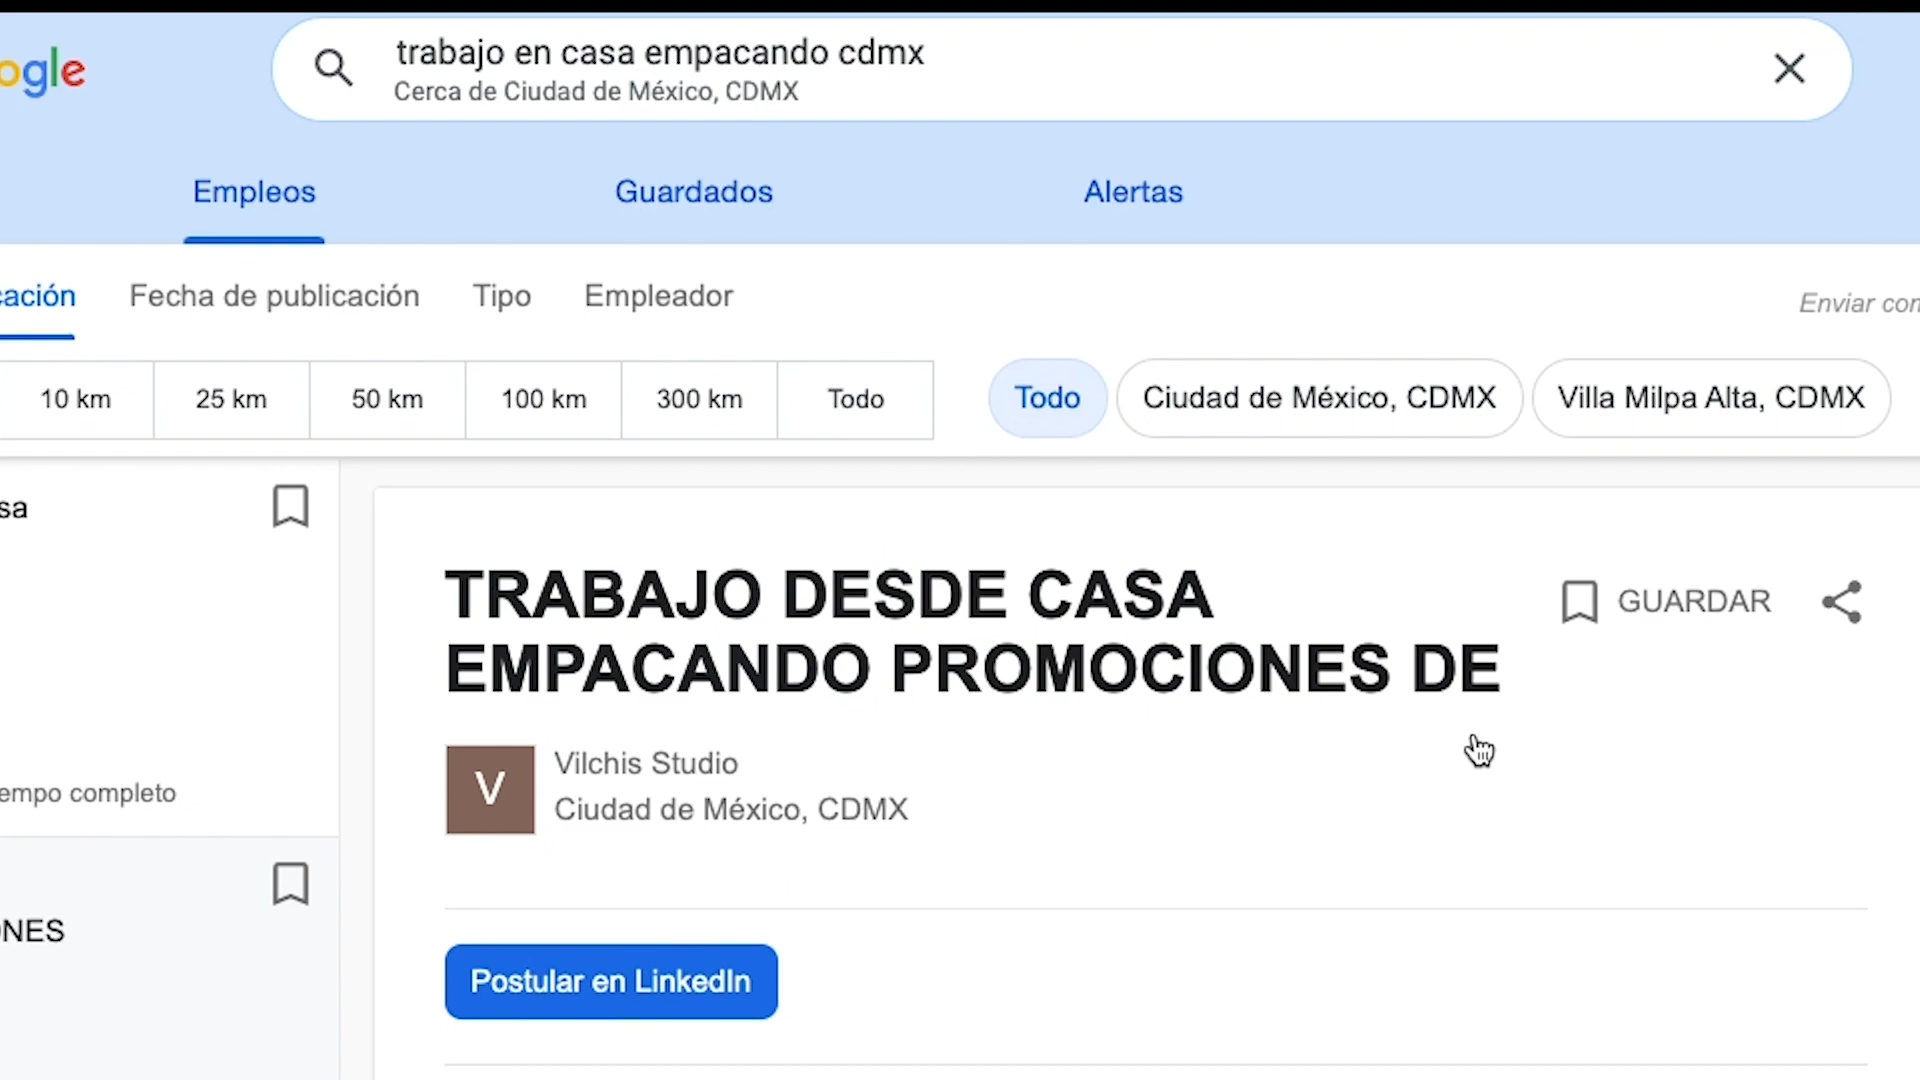 ogle
trabajo en casa empacando cdmx
Cerca de Ciudad de México, CDMX
Empleos
Guardados
Alertas
cación
Fecha de publicación
Tipo
Empleador
Enviar com
10 km
25 km
50 km
100 km
300 km
Todo
Todo
Ciudad de México, CDMX
Villa Milpa Alta, CDMX
sa
empo completo
ONES
TRABAJO DESDE CASA
EMPACANDO PROMOCIONES DE
GUARDAR
V
Vilchis Studio
Ciudad de México, CDMX
Postular en LinkedIn